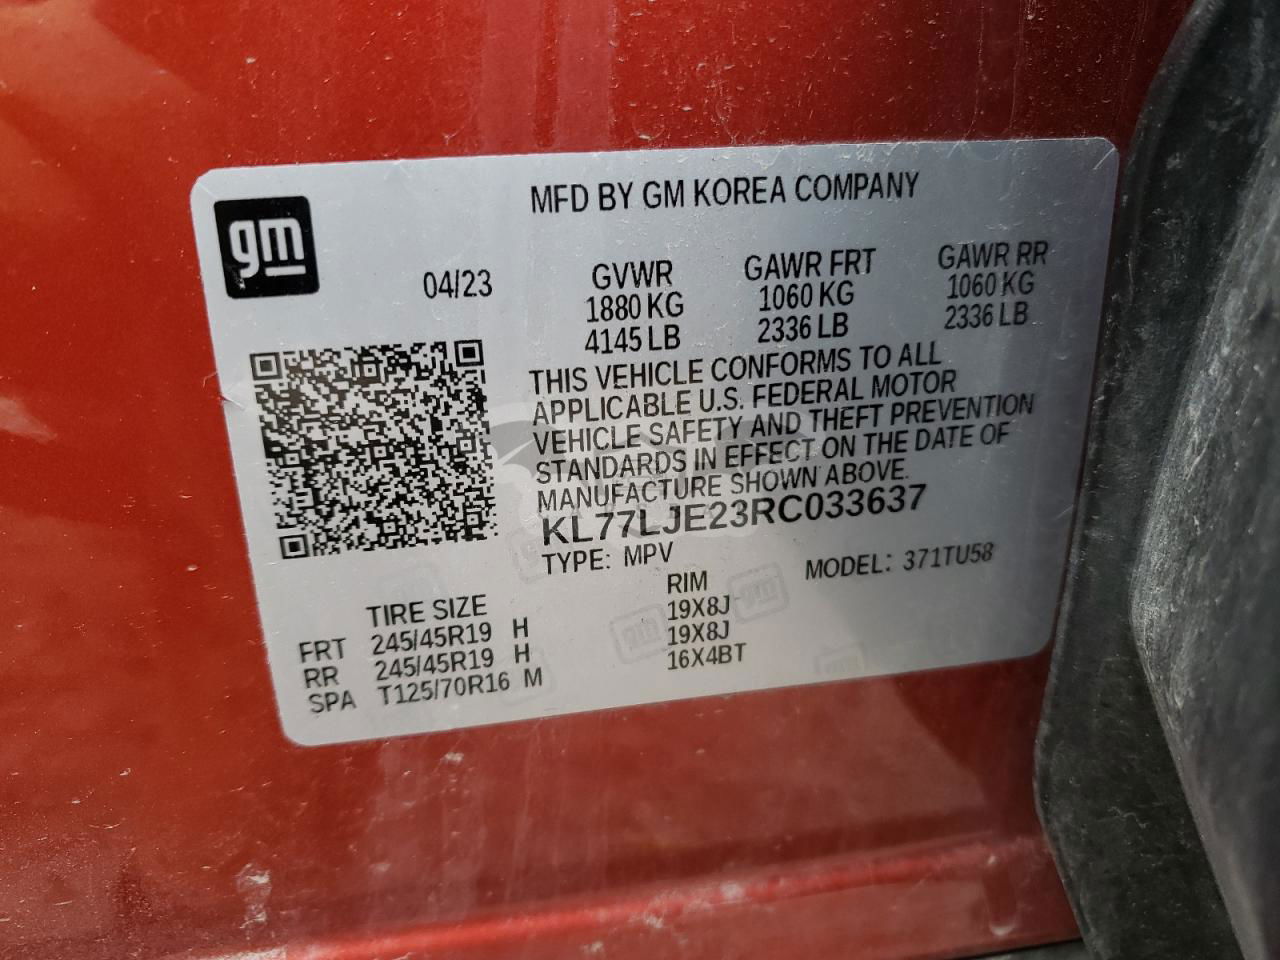 gm
MFD BY GM KOREA COMPANY
04/23
GVWR GAWR FRT GAWR RR
1880 KG 1060 KG 1060 KG
4145 LB 2336 LB 2336 LB
THIS VEHICLE CONFORMS TO ALL
APPLICABLE U.S. FEDERAL MOTOR
VEHICLE SAFETY AND THEFT PREVENTION
STANDARDS IN EFFECT ON THE DATE OF
MANUFACTURE SHOWN ABOVE.
KL77LJE23RC033637
TYPE: MPV MODEL: 371TU58
TIRE SIZE RIM
FRT 245/45R19 H 19X8J
RR 245/45R19 H 19X8J
SPA T125/70R16 M 16X4BT